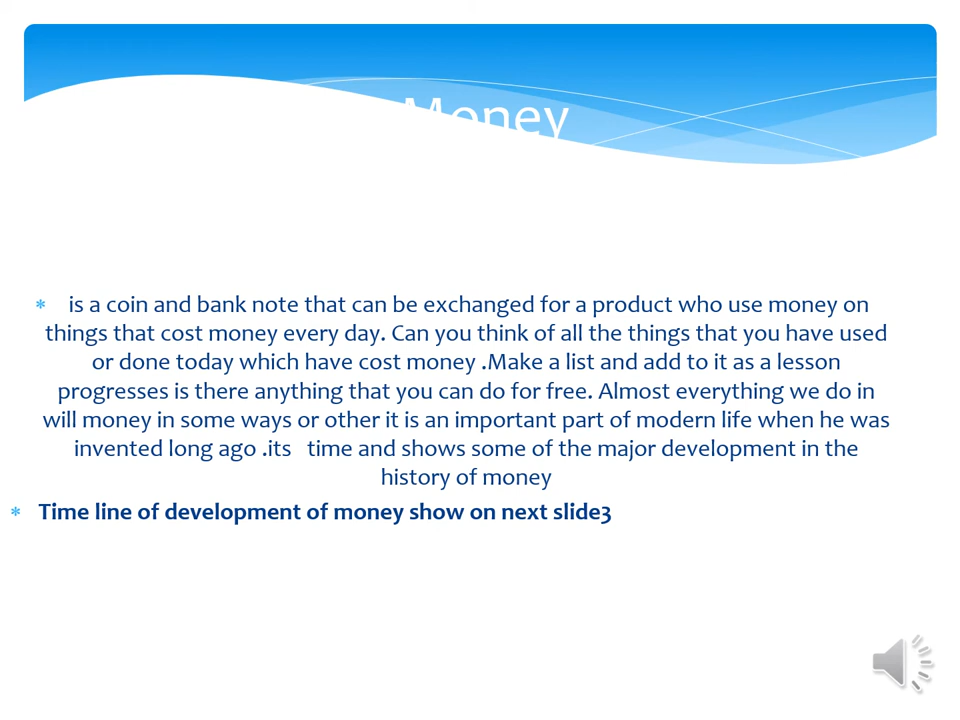 Money
* is a coin and bank note that can be exchanged for a product who use money on
things that cost money every day. Can you think of all the things that you have used
or done today which have cost money .Make a list and add to it as a lesson
progresses is there anything that you can do for free. Almost everything we do in
will money in some ways or other it is an important part of modern life when he was
invented long ago .its time and shows some of the major development in the
history of money
* Time line of development of money show on next slide3